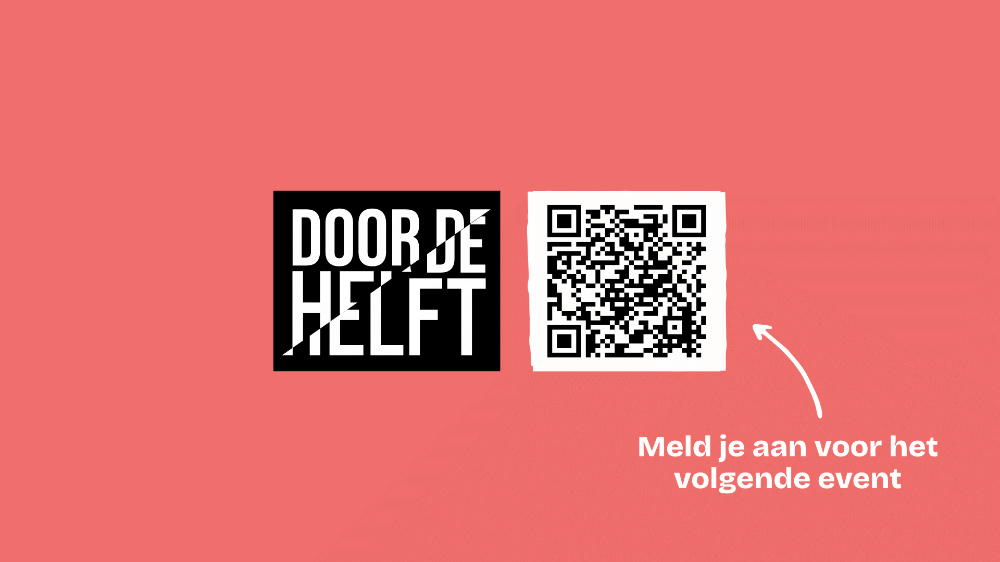 DOOR DE
HELFT
Meld je aan voor het
volgende event